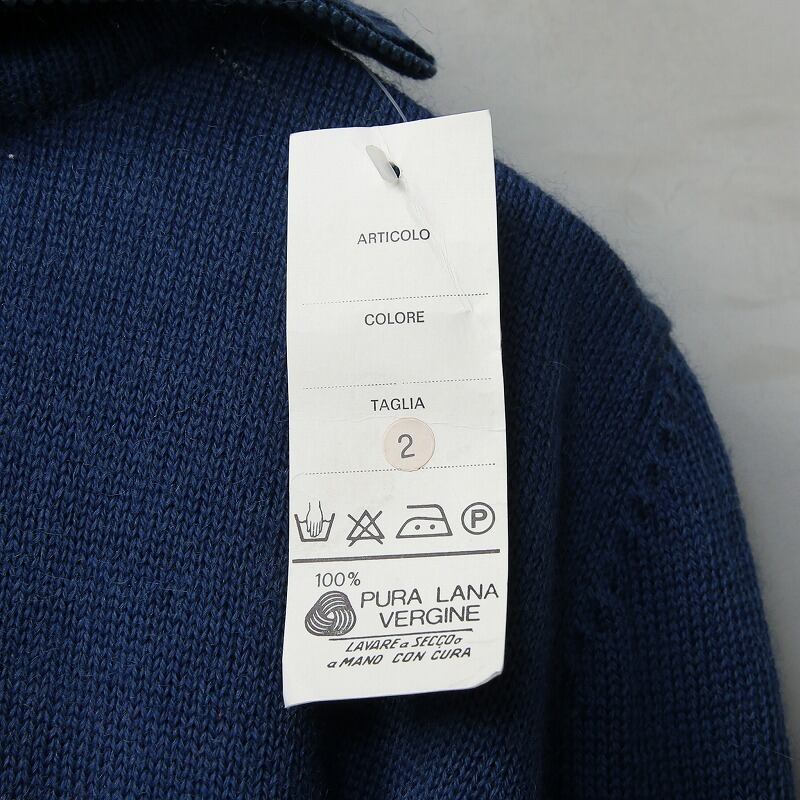 ARTICOLO
COLORE
TAGLIA
2
P
100%
PURA LANA
VERGINE
LAVARE a SECCO o
a MANO CON CURA